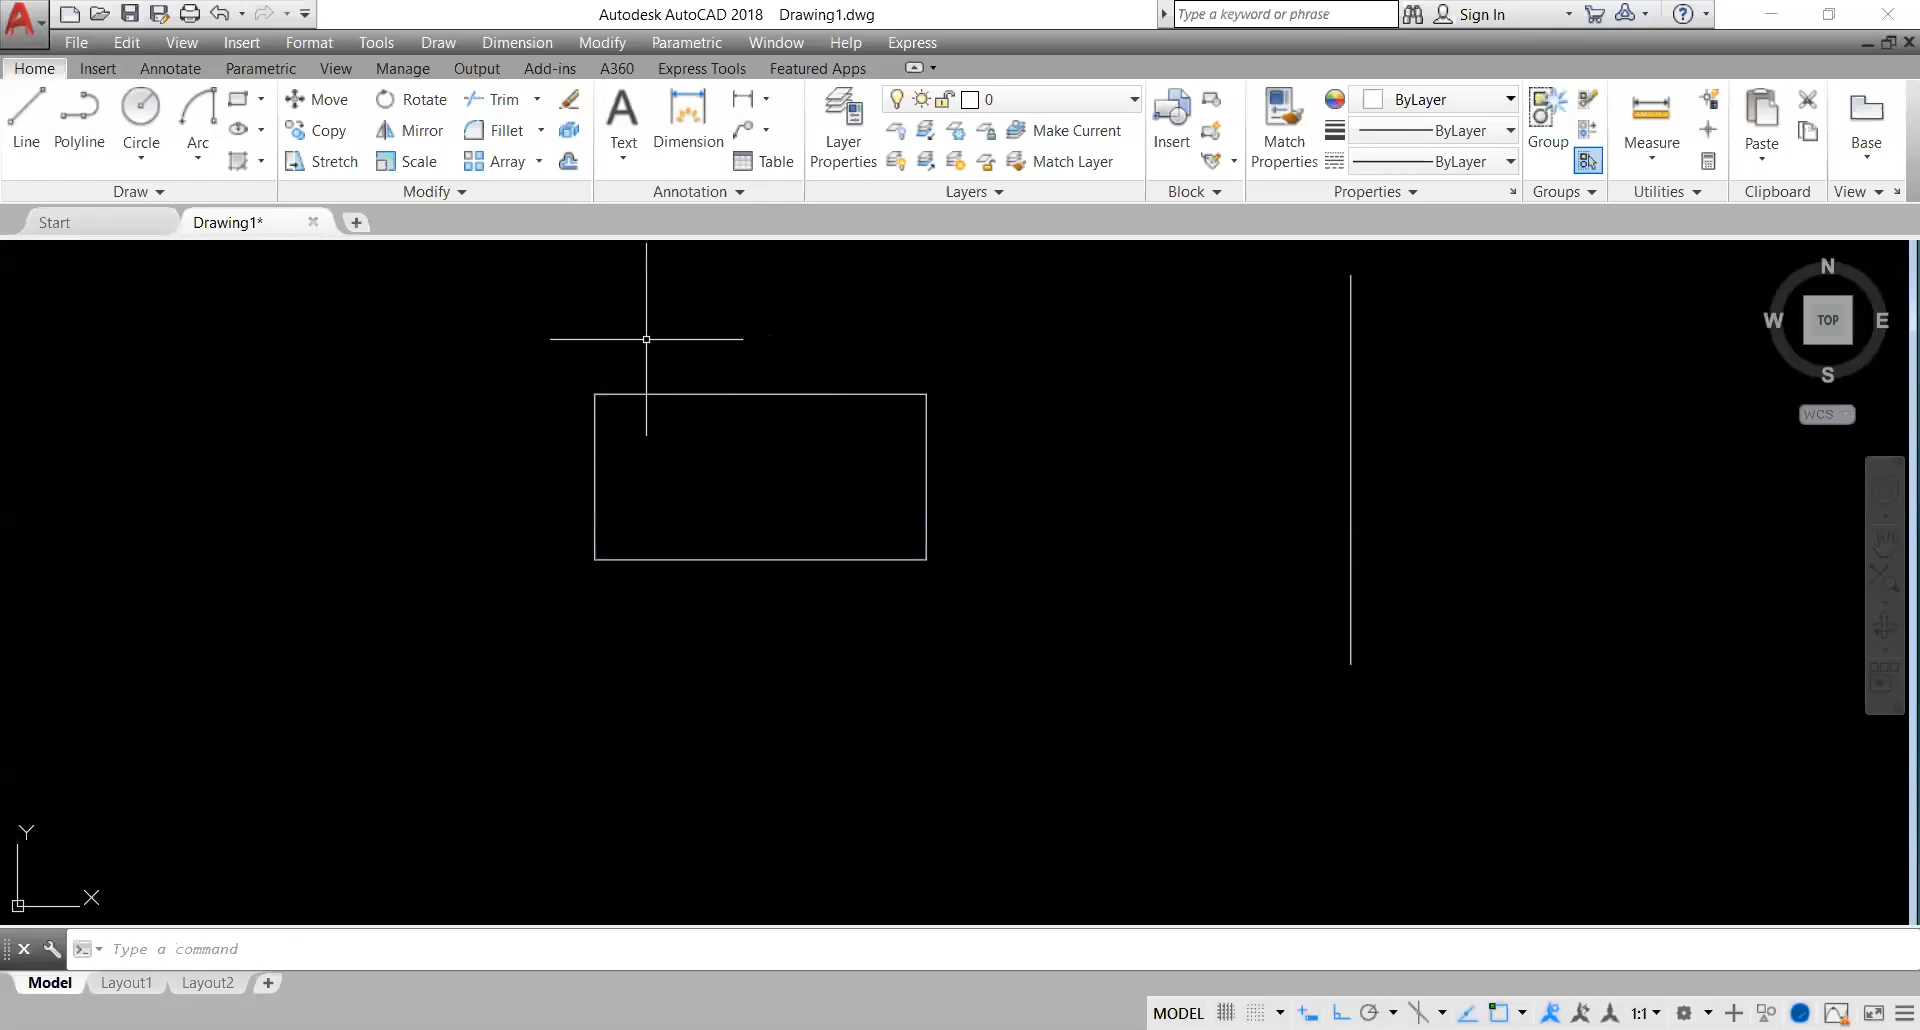 Autodesk AutoCAD 2018 Drawing1.dwg
Type a keyword or phrase
Sign In
File Edit View Insert Format Tools Draw Dimension Modify Parametric Window Help Express
Home Insert Annotate Parametric View Manage Output Add-ins A360 Express Tools Featured Apps
Line Polyline Circle Arc
Move Rotate Trim
Copy Mirror Fillet
Stretch Scale Array
Text Dimension Table
Layer Properties
0
Make Current
Match Layer
Insert
Match Properties
ByLayer
ByLayer
ByLayer
Group
Measure
Paste
Base
Draw Modify Annotation Layers Block Properties Groups Utilities Clipboard View
Start Drawing1*
N
W TOP E
S
WCS
Y
X
Type a command
Model Layout1 Layout2
MODEL 1:1